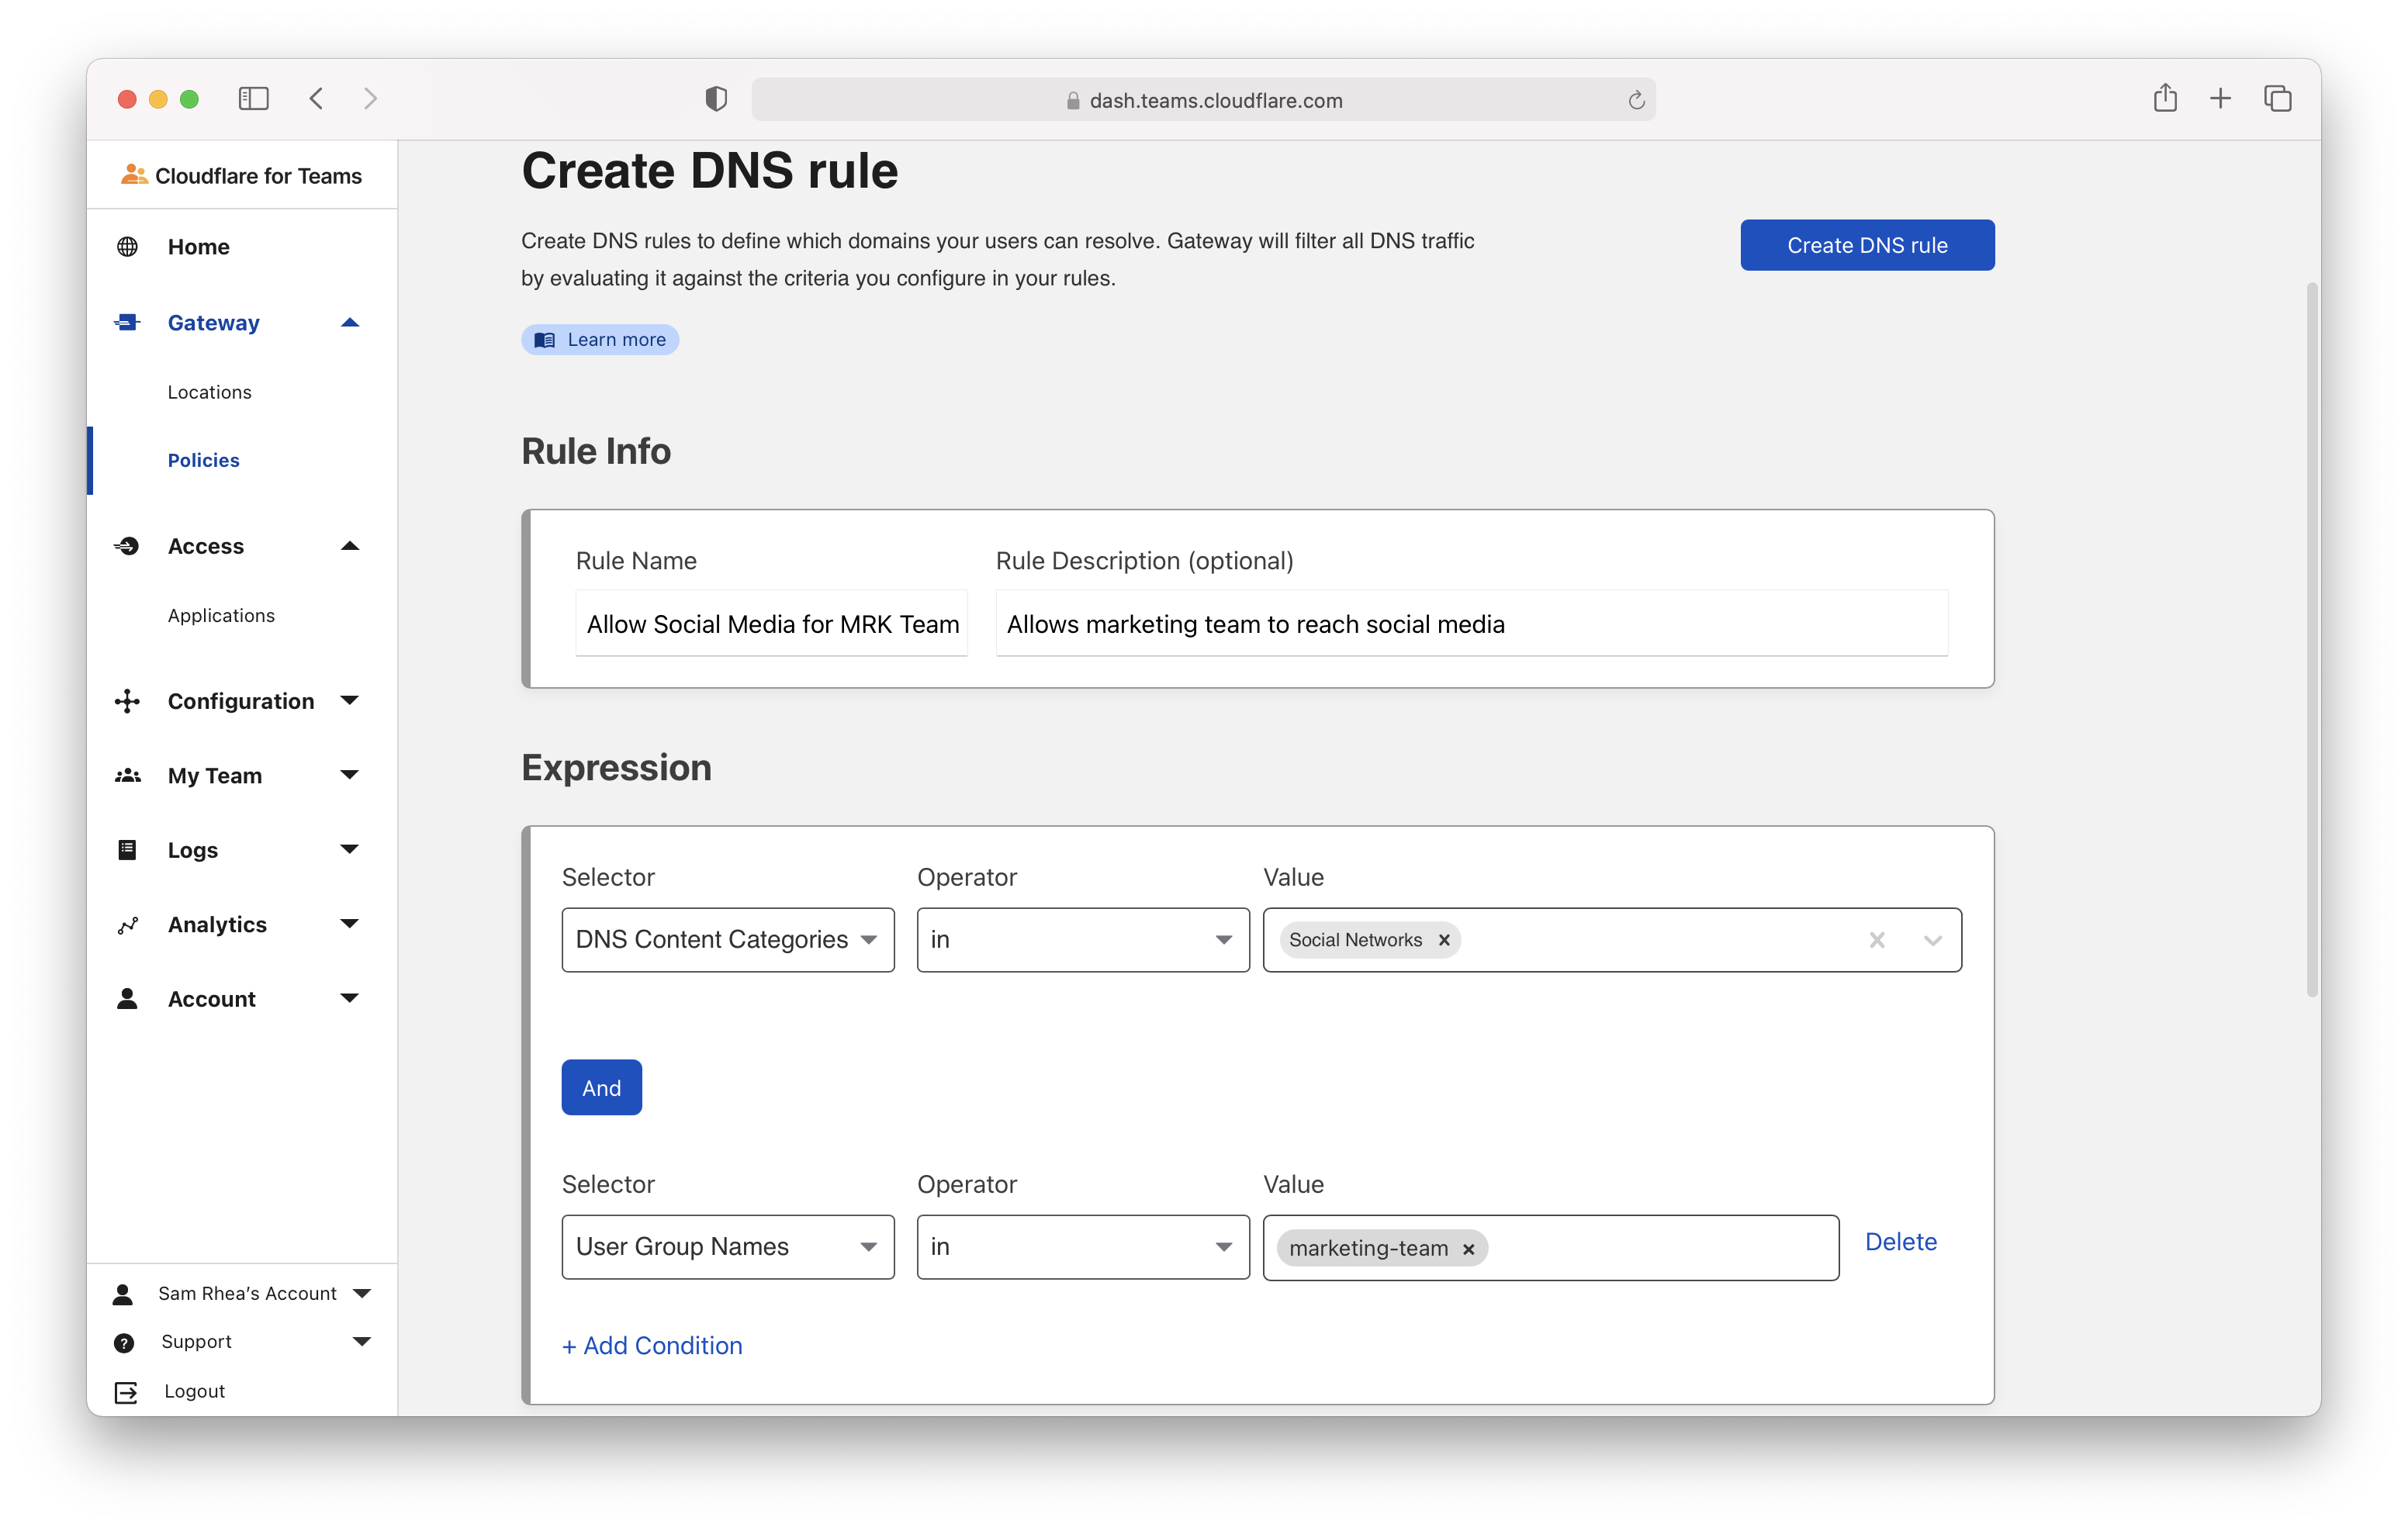 dash.teams.cloudflare.com
Cloudflare for Teams
Home
Gateway
Locations
Policies
Access
Applications
Configuration
My Team
Logs
Analytics
Account
Sam Rhea's Account
Support
Logout
Create DNS rule
Create DNS rules to define which domains your users can resolve. Gateway will filter all DNS traffic
by evaluating it against the criteria you configure in your rules.
Create DNS rule
Learn more
Rule Info
Rule Name Rule Description (optional)
Allow Social Media for MRK Team Allows marketing team to reach social media
Expression
Selector Operator Value
DNS Content Categories in Social Networks
And
Selector Operator Value
User Group Names in marketing-team Delete
+ Add Condition